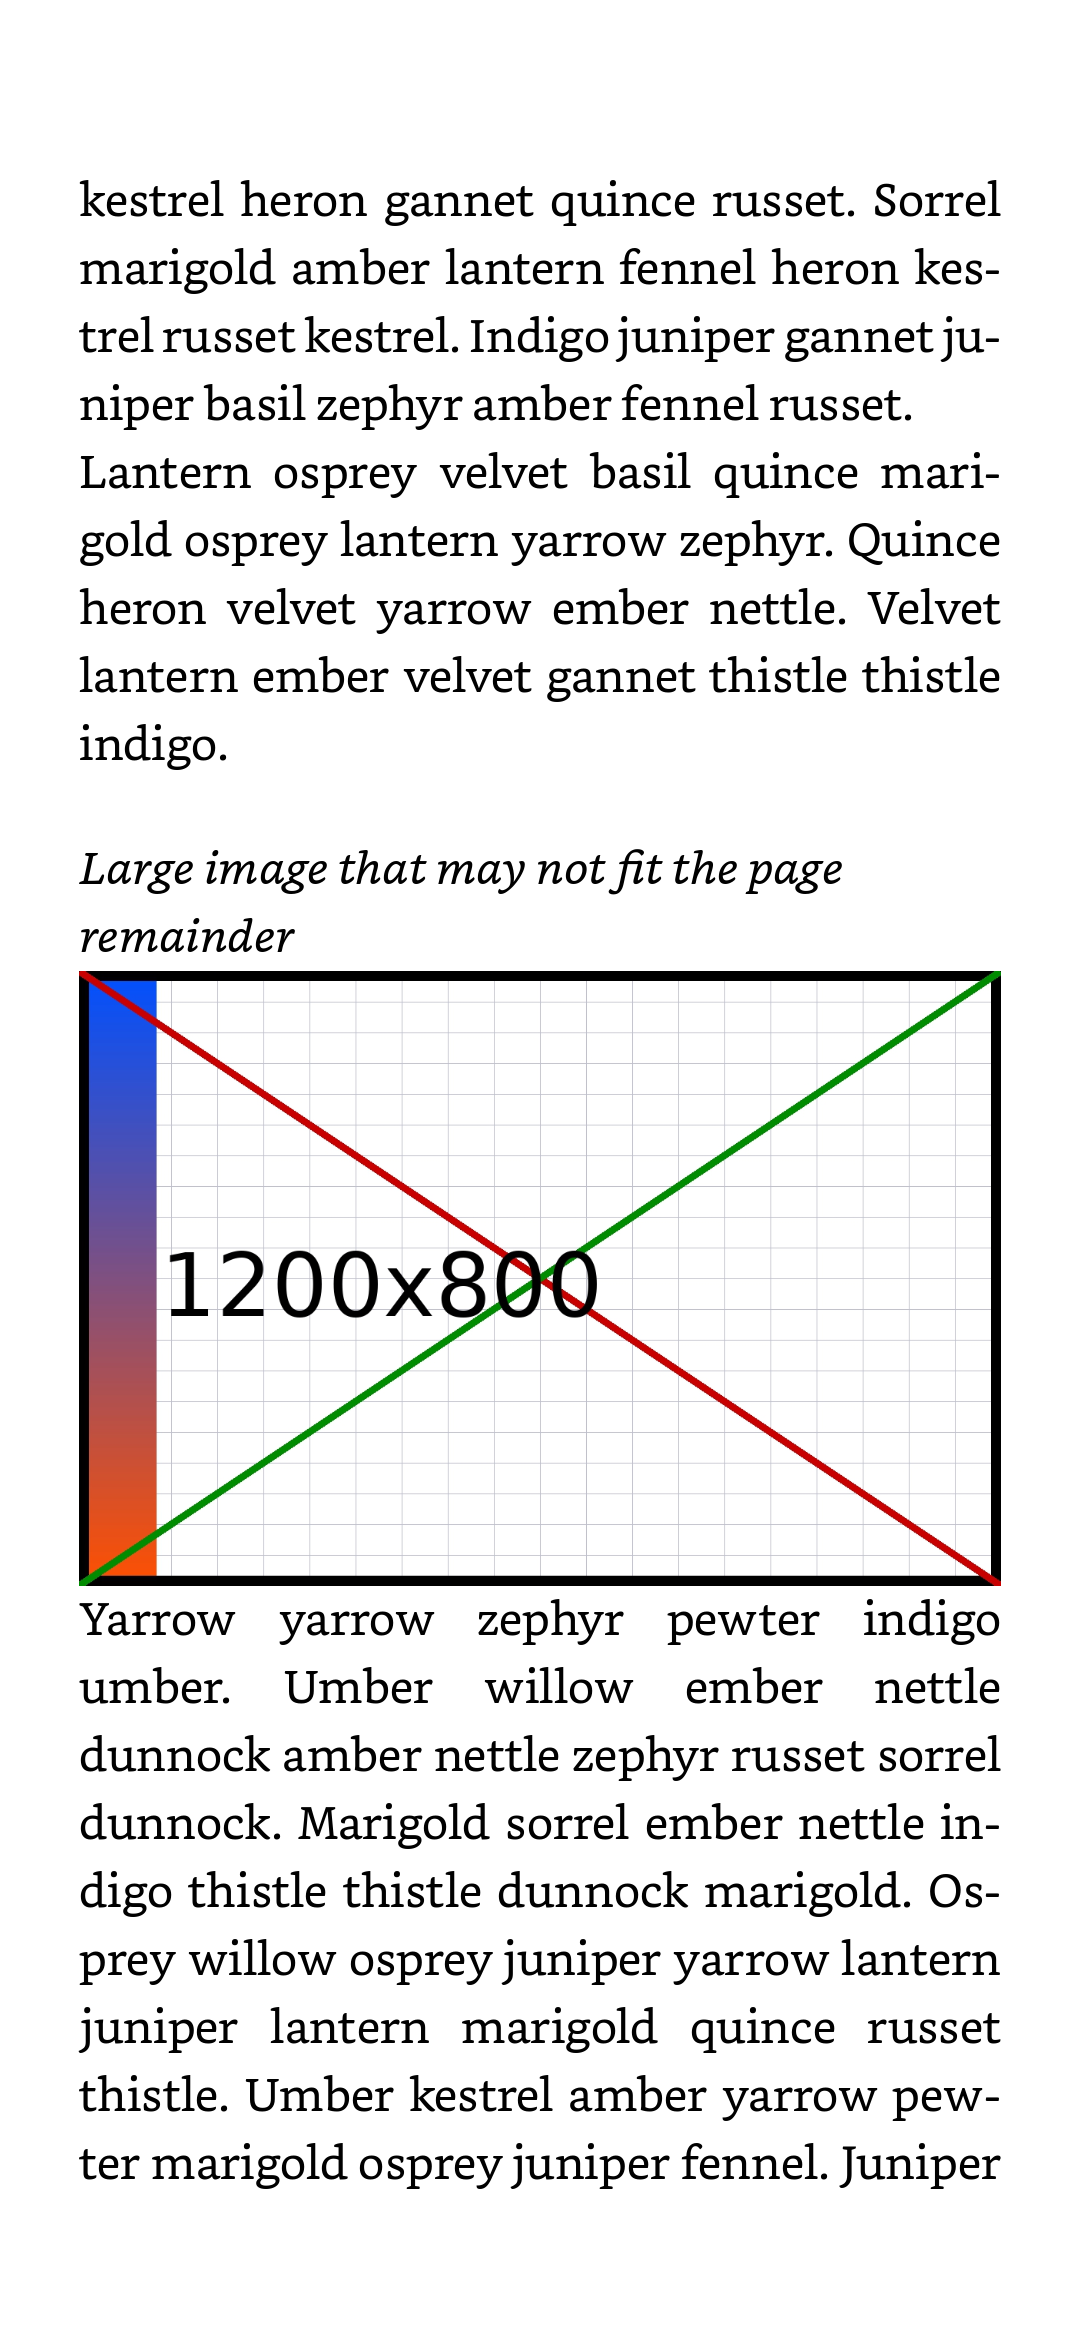 kestrel heron gannet quince russet. Sorrel
marigold amber lantern fennel heron kes-
trel russet kestrel. Indigo juniper gannet ju-
niper basil zephyr amber fennel russet.
Lantern osprey velvet basil quince mari-
gold osprey lantern yarrow zephyr. Quince
heron velvet yarrow ember nettle. Velvet
lantern ember velvet gannet thistle thistle
indigo.
Large image that may not fit the page
remainder
1200x800
Yarrow yarrow zephyr pewter indigo
umber. Umber willow ember nettle
dunnock amber nettle zephyr russet sorrel
dunnock. Marigold sorrel ember nettle in-
digo thistle thistle dunnock marigold. Os-
prey willow osprey juniper yarrow lantern
juniper lantern marigold quince russet
thistle. Umber kestrel amber yarrow pew-
ter marigold osprey juniper fennel. Juniper